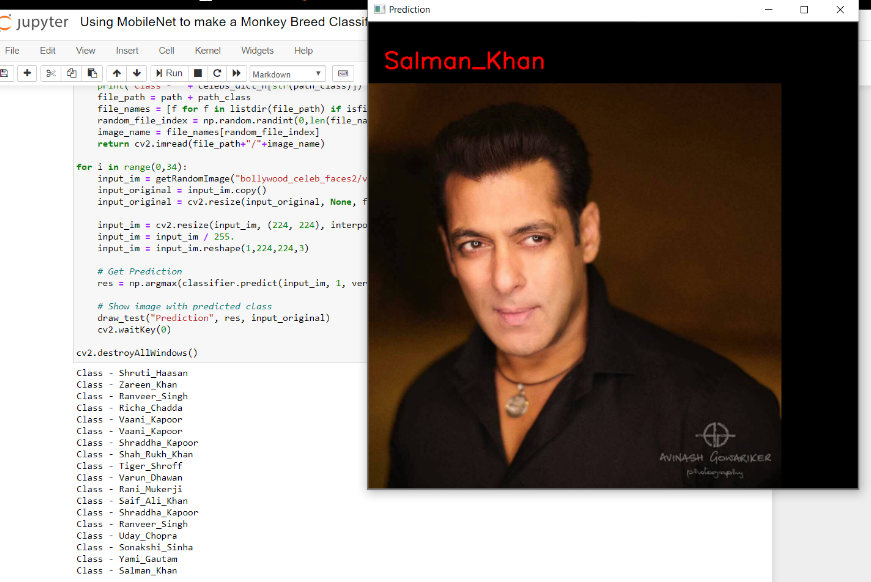 jupyter Using MobileNet to make a Monkey Breed Classif
File Edit View Insert Cell Kernel Widgets Help
Run Markdown
print("Class - " + celebs_dict_n[str(path_class)])
file_path = path + path_class
file_names = [f for f in listdir(file_path) if isfi
random_file_index = np.random.randint(0,len(file_na
image_name = file_names[random_file_index]
return cv2.imread(file_path+"/"+image_name)
for i in range(0,34):
input_im = getRandomImage("bollywood_celeb_faces2/v
input_original = input_im.copy()
input_original = cv2.resize(input_original, None, f
input_im = cv2.resize(input_im, (224, 224), interpo
input_im = input_im / 255.
input_im = input_im.reshape(1,224,224,3)
# Get Prediction
res = np.argmax(classifier.predict(input_im, 1, ver
# Show image with predicted class
draw_test("Prediction", res, input_original)
cv2.waitKey(0)
cv2.destroyAllWindows()
Class - Shruti_Haasan
Class - Zareen_Khan
Class - Ranveer_Singh
Class - Richa_Chadda
Class - Vaani_Kapoor
Class - Vaani_Kapoor
Class - Shraddha_Kapoor
Class - Shah_Rukh_Khan
Class - Tiger_Shroff
Class - Varun_Dhawan
Class - Rani_Mukerji
Class - Saif_Ali_Khan
Class - Shraddha_Kapoor
Class - Ranveer_Singh
Class - Uday_Chopra
Class - Sonakshi_Sinha
Class - Yami_Gautam
Class - Salman_Khan
Prediction
Salman_Khan
AVINASH GOWARIKER
photography